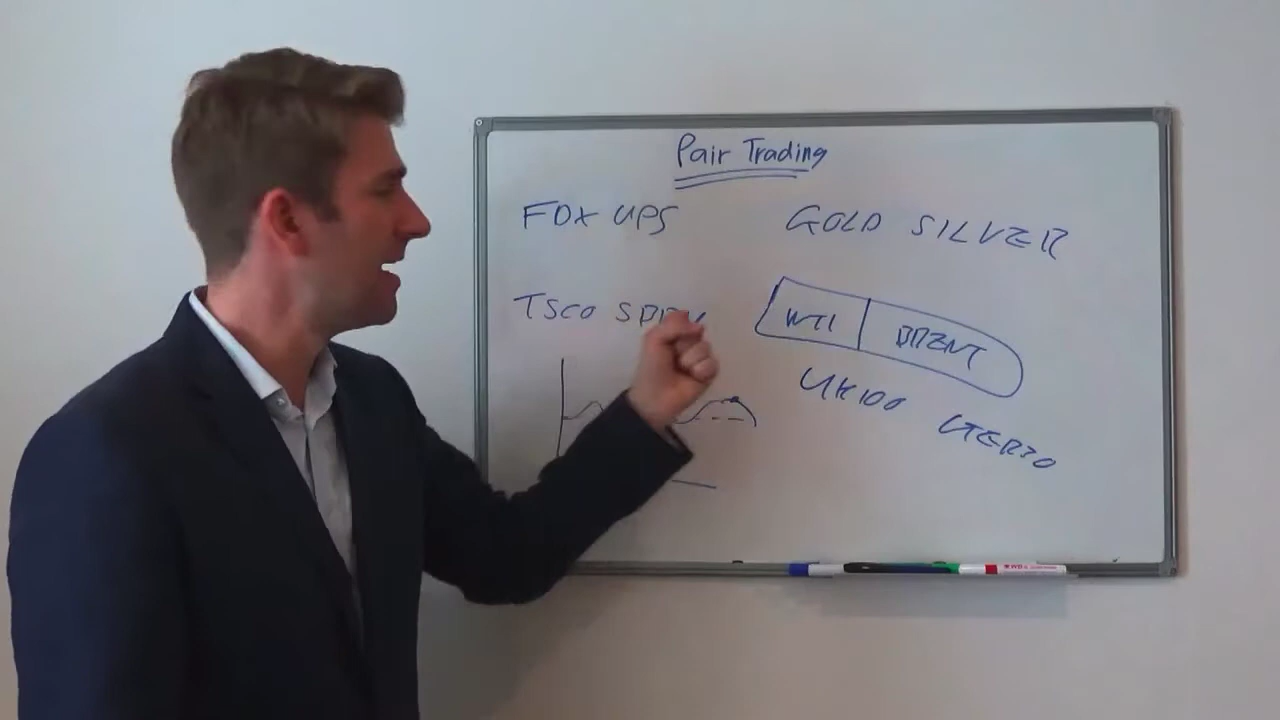 Pair Trading
FDX UPS
GOLD SILVER
TSCO
WTI BRENT
UK100 GER30